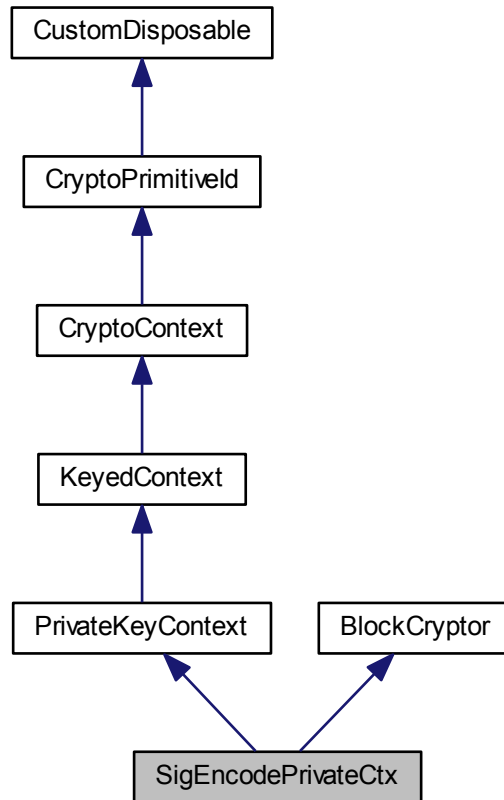 CustomDisposable
CryptoPrimitiveId
CryptoContext
KeyedContext
PrivateKeyContext
BlockCryptor
SigEncodePrivateCtx